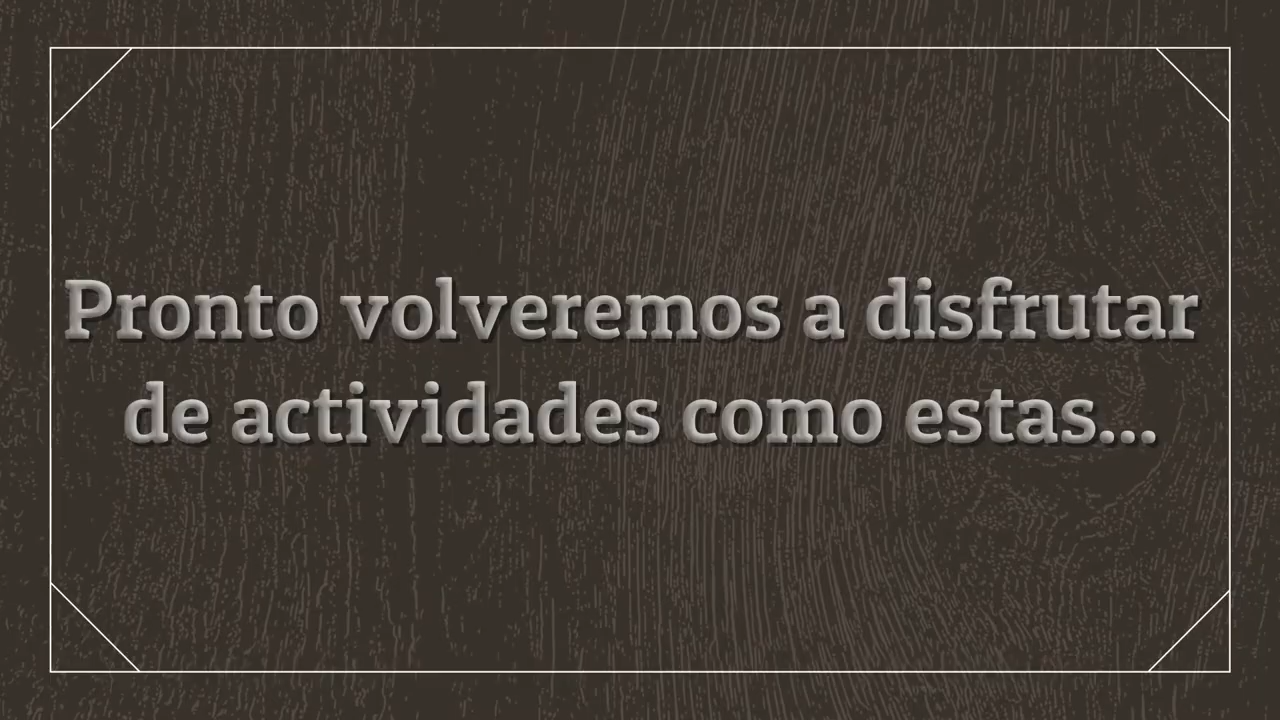 Pronto volveremos a disfrutar
de actividades como estas...